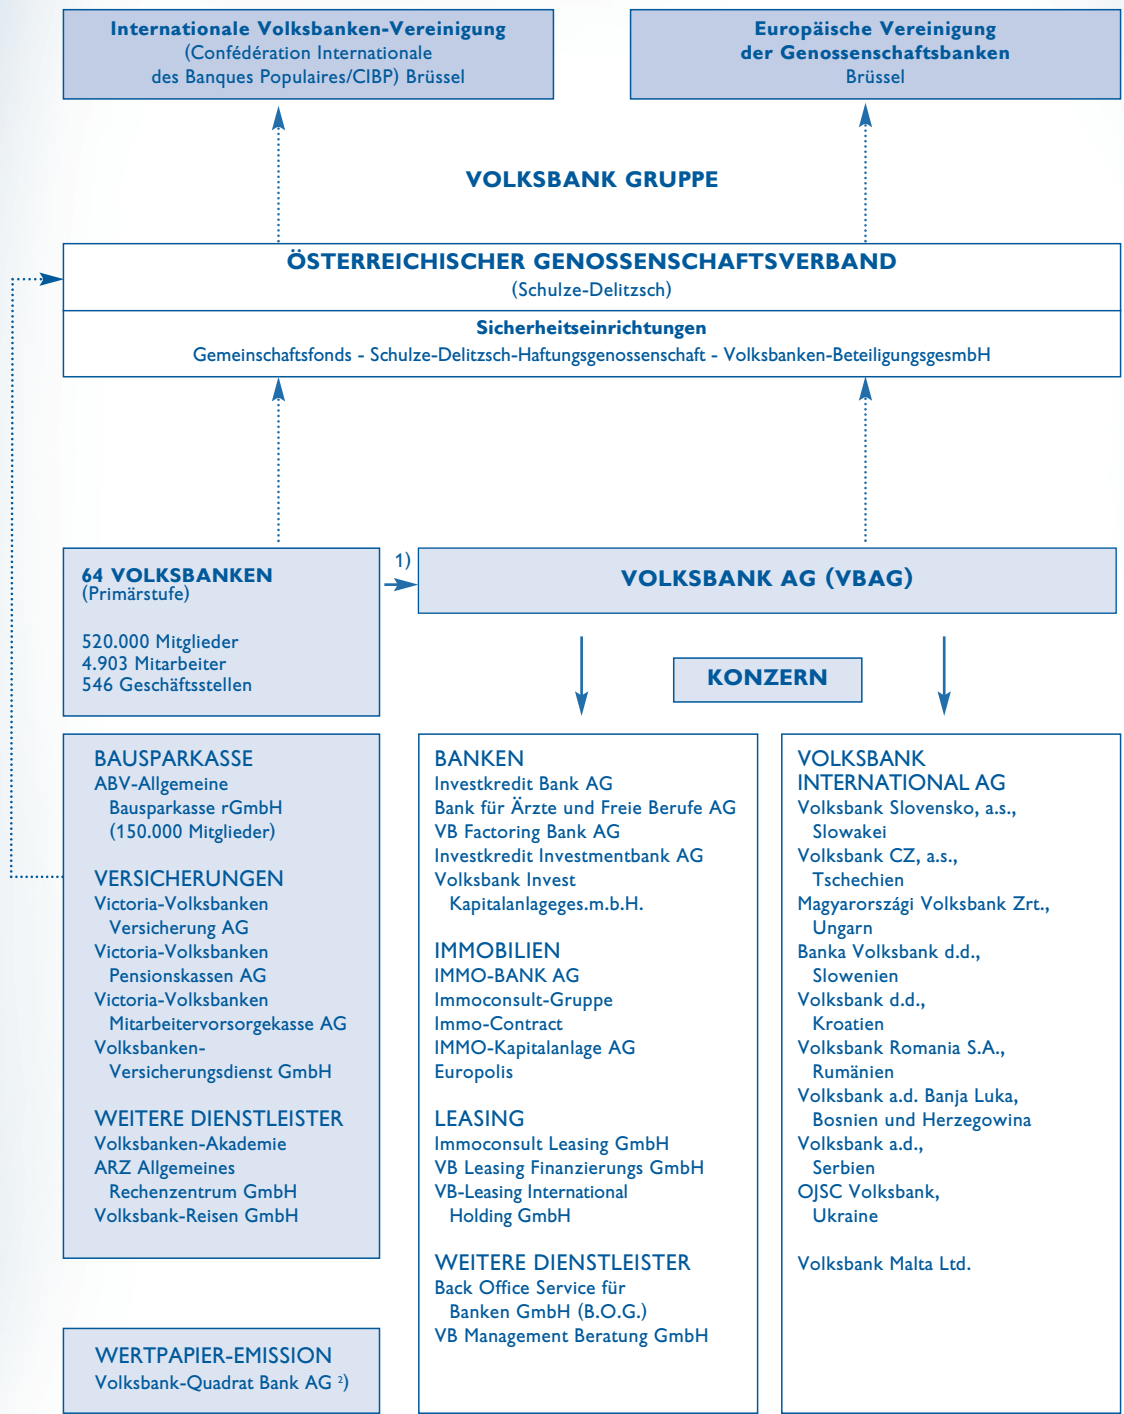 Internationale Volksbanken-Vereinigung
(Confédération Internationale
des Banques Populaires/CIBP) Brüssel
Europäische Vereinigung
der Genossenschaftsbanken
Brüssel
VOLKSBANK GRUPPE
ÖSTERREICHISCHER GENOSSENSCHAFTSVERBAND
(Schulze-Delitzsch)
Sicherheitseinrichtungen
Gemeinschaftsfonds - Schulze-Delitzsch-Haftungsgenossenschaft - Volksbanken-BeteiligungsgesmbH
64 VOLKSBANKEN
(Primärstufe)
520.000 Mitglieder
4.903 Mitarbeiter
546 Geschäftsstellen
1)
VOLKSBANK AG (VBAG)
KONZERN
BAUSPARKASSE
ABV-Allgemeine
Bausparkasse rGmbH
(150.000 Mitglieder)
VERSICHERUNGEN
Victoria-Volksbanken
Versicherung AG
Victoria-Volksbanken
Pensionskassen AG
Victoria-Volksbanken
Mitarbeitervorsorgekasse AG
Volksbanken-
Versicherungsdienst GmbH
WEITERE DIENSTLEISTER
Volksbanken-Akademie
ARZ Allgemeines
Rechenzentrum GmbH
Volksbank-Reisen GmbH
WERTPAPIER-EMISSION
Volksbank-Quadrat Bank AG ²)
BANKEN
Investkredit Bank AG
Bank für Ärzte und Freie Berufe AG
VB Factoring Bank AG
Investkredit Investmentbank AG
Volksbank Invest
Kapitalanlageges.m.b.H.
IMMOBILIEN
IMMO-BANK AG
Immoconsult-Gruppe
Immo-Contract
IMMO-Kapitalanlage AG
Europolis
LEASING
Immoconsult Leasing GmbH
VB Leasing Finanzierungs GmbH
VB-Leasing International
Holding GmbH
WEITERE DIENSTLEISTER
Back Office Service für
Banken GmbH (B.O.G.)
VB Management Beratung GmbH
VOLKSBANK
INTERNATIONAL AG
Volksbank Slovensko, a.s.,
Slowakei
Volksbank CZ, a.s.,
Tschechien
Magyarországi Volksbank Zrt.,
Ungarn
Banka Volksbank d.d.,
Slowenien
Volksbank d.d.,
Kroatien
Volksbank Romania S.A.,
Rumänien
Volksbank a.d. Banja Luka,
Bosnien und Herzegowina
Volksbank a.d.,
Serbien
OJSC Volksbank,
Ukraine
Volksbank Malta Ltd.